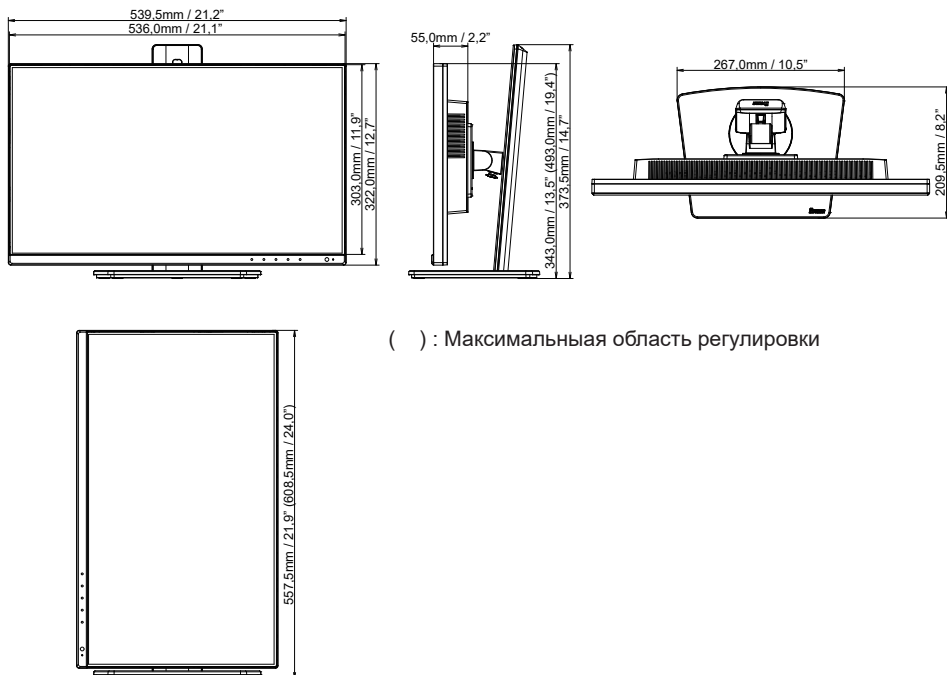 539,5mm / 21,2”
536,0mm / 21,1”
303,0mm / 11,9”
322,0mm / 12,7”
55,0mm / 2,2”
343,0mm / 13,5” (493,0mm / 19,4”)
373,5mm / 14,7”
267,0mm / 10,5”
209,5mm / 8,2”
( ) : Максимальныая область регулировки
557,5mm / 21,9” (608,5mm / 24,0”)